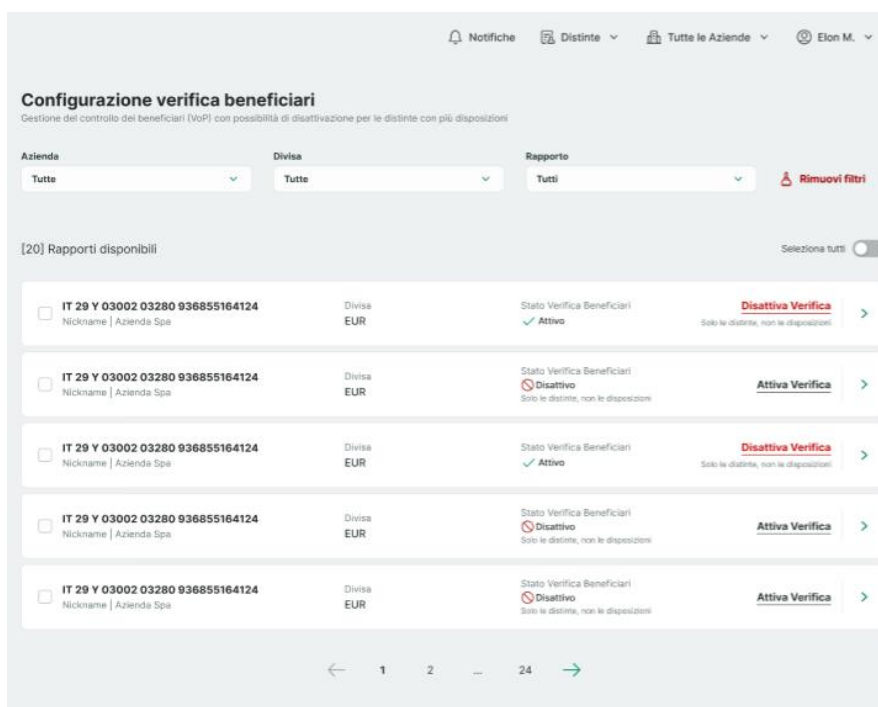 Notifiche Distinte Tutte le Aziende Elon M.
Configurazione verifica beneficiari
Gestione del controllo dei beneficiari (VoP) con possibilità di disattivazione per le distinte con più disposizioni
Azienda Divisa Rapporto
Tutte Tutte Tutti Rimuovi filtri
[20] Rapporti disponibili Seleziona tutti
IT 29 Y 03002 03280 936855164124 Divisa Stato Verifica Beneficiari Disattiva Verifica
Nickname | Azienda Spa EUR Attivo Solo le distinte, non le disposizioni
IT 29 Y 03002 03280 936855164124 Divisa Stato Verifica Beneficiari Attiva Verifica
Nickname | Azienda Spa EUR Disattivo
Solo le distinte, non le disposizioni
IT 29 Y 03002 03280 936855164124 Divisa Stato Verifica Beneficiari Disattiva Verifica
Nickname | Azienda Spa EUR Attivo Solo le distinte, non le disposizioni
IT 29 Y 03002 03280 936855164124 Divisa Stato Verifica Beneficiari Attiva Verifica
Nickname | Azienda Spa EUR Disattivo
Solo le distinte, non le disposizioni
IT 29 Y 03002 03280 936855164124 Divisa Stato Verifica Beneficiari Attiva Verifica
Nickname | Azienda Spa EUR Disattivo
Solo le distinte, non le disposizioni
1 2 ... 24